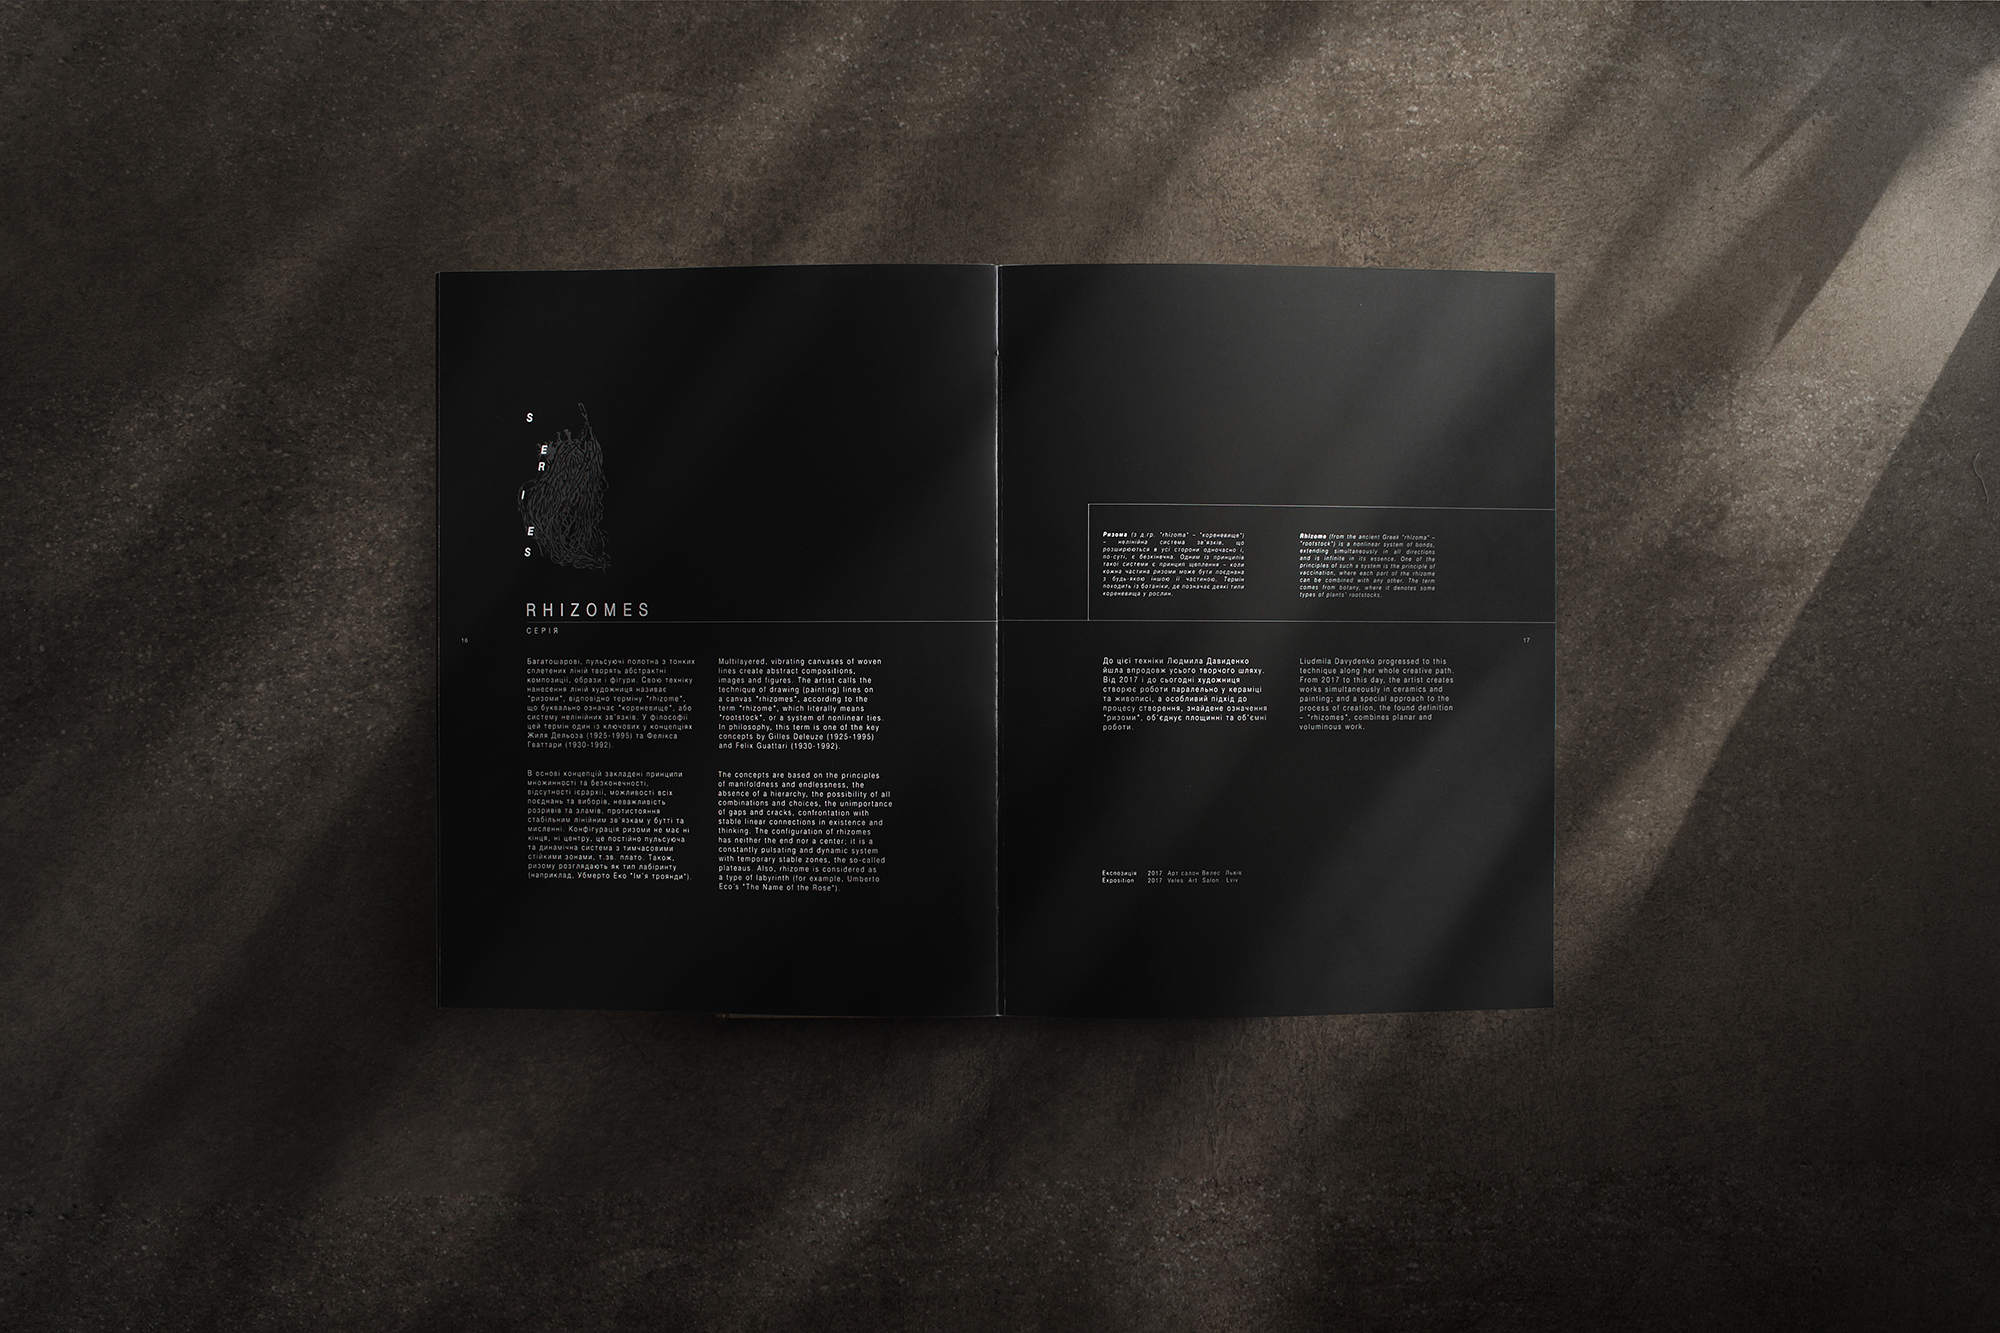 S
E
R
I
E
S
RHIZOMES
СЕРІЯ
16
Багатошарові, пульсуючі полотна з тонких
сплетених ліній творять абстрактні
композиції, образи і фігури. Свою техніку
нанесення ліній художниця називає
"ризоми", відповідно терміну "rhizome",
що буквально означає "кореневище", або
систему нелінійних зв'язків. У філософії
цей термін один із ключових у концепціях
Жиля Дельоза (1925-1995) та Фелікса
Гваттари (1930-1992).
В основі концепцій закладені принципи
множинності та безконечності,
відсутності ієрархії, можливості всіх
поєднань та виборів, неважливість
розривів та зламів, протистояння
стабільним лінійним зв'язкам у бутті та
мисленні. Конфігурація ризоми не має ні
кінця, ні центру, це постійно пульсуюча
та динамічна система з тимчасовими
стійкими зонами, т.зв. плато. Також,
ризому розглядають як тип лабіринту
(наприклад, Убмерто Еко "Ім'я троянди").
Multilayered, vibrating canvases of woven
lines create abstract compositions,
images and figures. The artist calls the
technique of drawing (painting) lines on
a canvas "rhizomes", according to the
term "rhizome", which literally means
"rootstock", or a system of nonlinear ties.
In philosophy, this term is one of the key
concepts by Gilles Deleuze (1925-1995)
and Felix Guattari (1930-1992).
The concepts are based on the principles
of manifoldness and endlessness, the
absence of a hierarchy, the possibility of all
combinations and choices, the unimportance
of gaps and cracks, confrontation with
stable linear connections in existence and
thinking. The configuration of rhizomes
has neither the end nor a center; it is a
constantly pulsating and dynamic system
with temporary stable zones, the so-called
plateaus. Also, rhizome is considered as
a type of labyrinth (for example, Umberto
Eco's "The Name of the Rose").
Ризома (з д.гр. "rhizoma" – "кореневище")
– нелінійна система зв'язків, що
розширюються в усі сторони одночасно і,
по-суті, є безкінечна. Одним із принципів
такої системи є принцип щеплення – коли
кожна частина ризоми може бути поєднана
з будь-якою іншою її частиною. Термін
походить із ботаніки, де позначає деякі типи
кореневища у рослин.
Rhizome (from the ancient Greek "rhizoma" –
"rootstock") is a nonlinear system of bonds,
extending simultaneously in all directions
and is infinite in its essence. One of the
principles of such a system is the principle of
vaccination, where each part of the rhizome
can be combined with any other. The term
comes from botany, where it denotes some
types of plants' rootstocks.
17
До цієї техніки Людмила Давиденко
йшла впродовж усього творчого шляху.
Від 2017 і до сьогодні художниця
створює роботи паралельно у кераміці
та живописі, а особливий підхід до
процесу створення, знайдене означення
"ризоми", об'єднує площинні та об'ємні
роботи.
Liudmila Davydenko progressed to this
technique along her whole creative path.
From 2017 to this day, the artist creates
works simultaneously in ceramics and
painting; and a special approach to the
process of creation, the found definition
– "rhizomes", combines planar and
voluminous work.
Експозиція 2017 Арт салон Велес Львів
Exposition 2017 Veles Art Salon Lviv